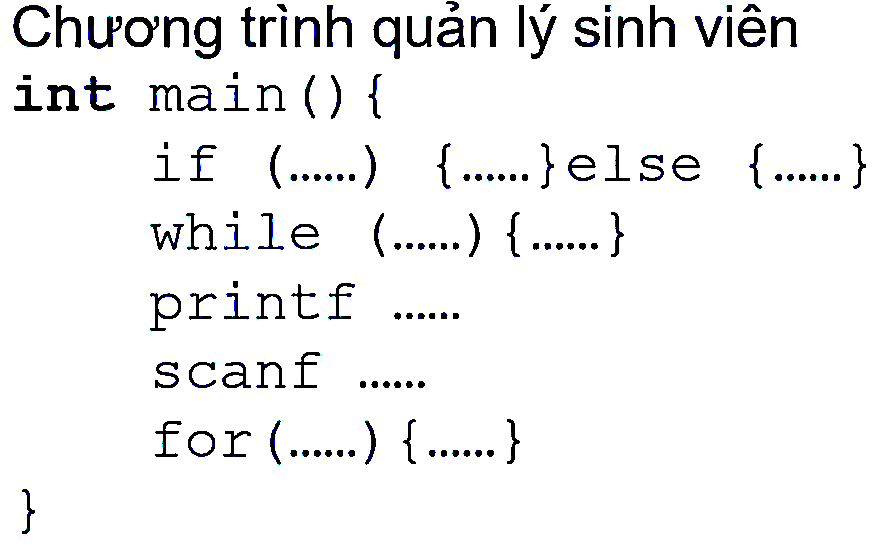 Chương trình quản lý sinh viên
int main(){
if (……) {……}else {……}
while (……){……}
printf ……
scanf ……
for(……){……}
}